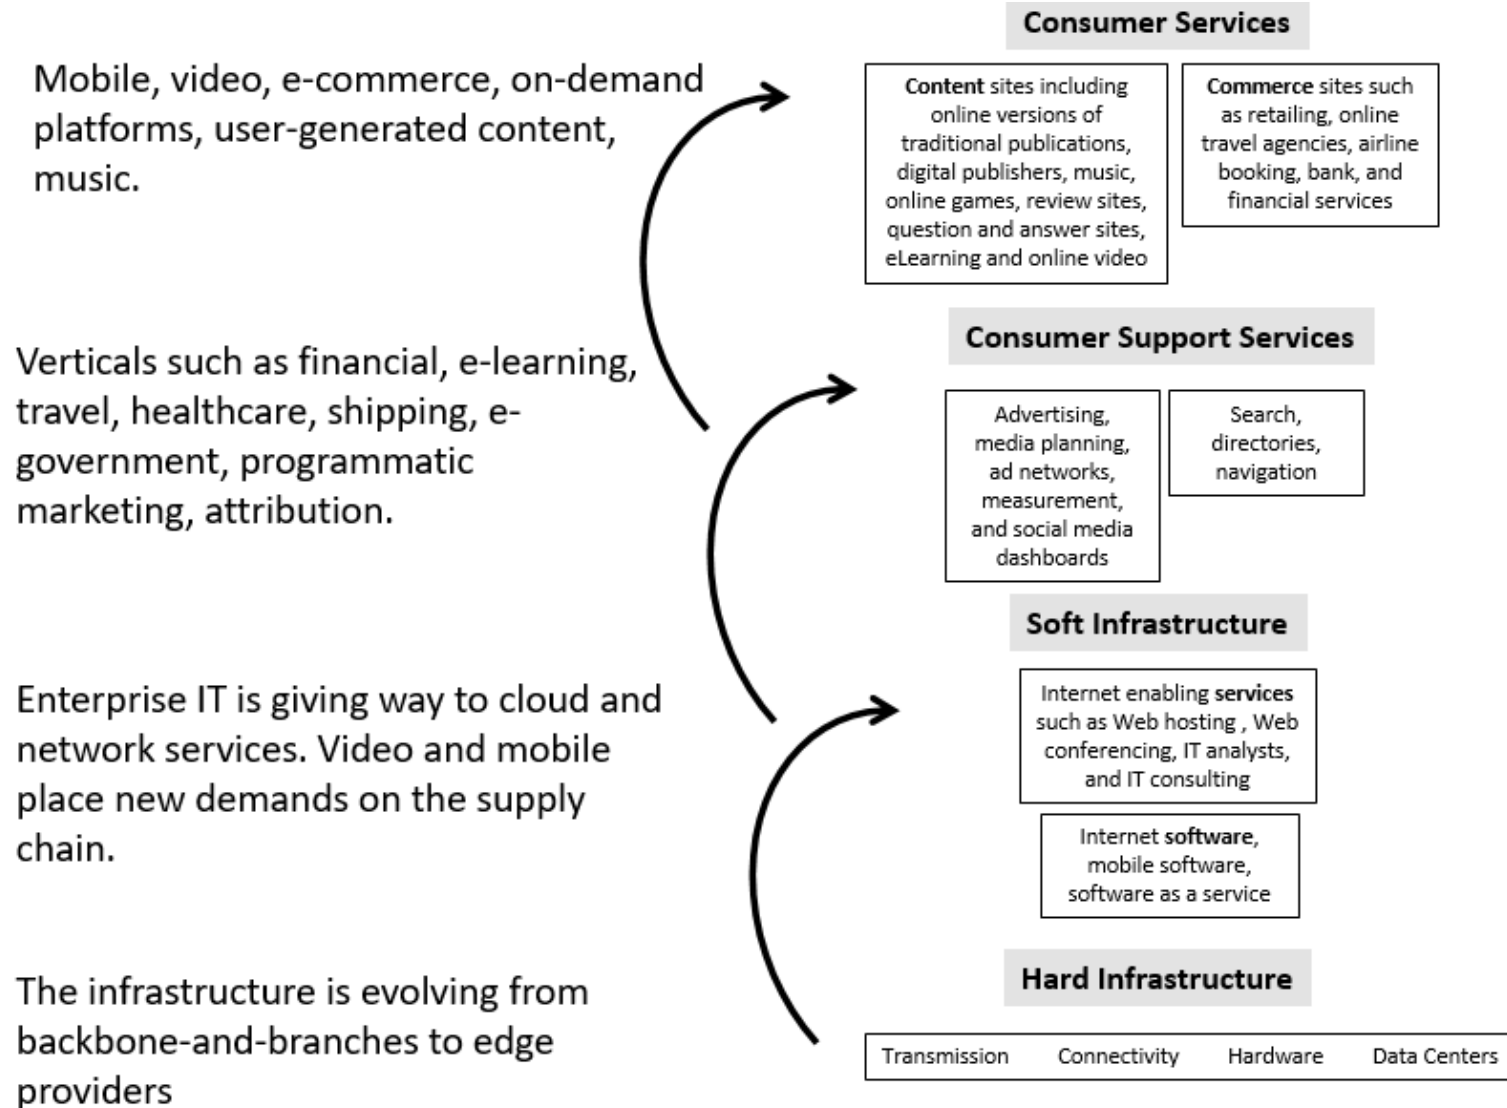 Consumer Services
Mobile, video, e-commerce, on-demand
platforms, user-generated content,
music.
Content sites including
online versions of
traditional publications,
digital publishers, music,
online games, review sites,
question and answer sites,
eLearning and online video
Commerce sites such
as retailing, online
travel agencies, airline
booking, bank, and
financial services
Consumer Support Services
Verticals such as financial, e-learning,
travel, healthcare, shipping, e-
government, programmatic
marketing, attribution.
Advertising,
media planning,
ad networks,
measurement,
and social media
dashboards
Search,
directories,
navigation
Soft Infrastructure
Enterprise IT is giving way to cloud and
network services. Video and mobile
place new demands on the supply
chain.
Internet enabling services
such as Web hosting , Web
conferencing, IT analysts,
and IT consulting
Internet software,
mobile software,
software as a service
Hard Infrastructure
The infrastructure is evolving from
backbone-and-branches to edge
providers
Transmission Connectivity Hardware Data Centers